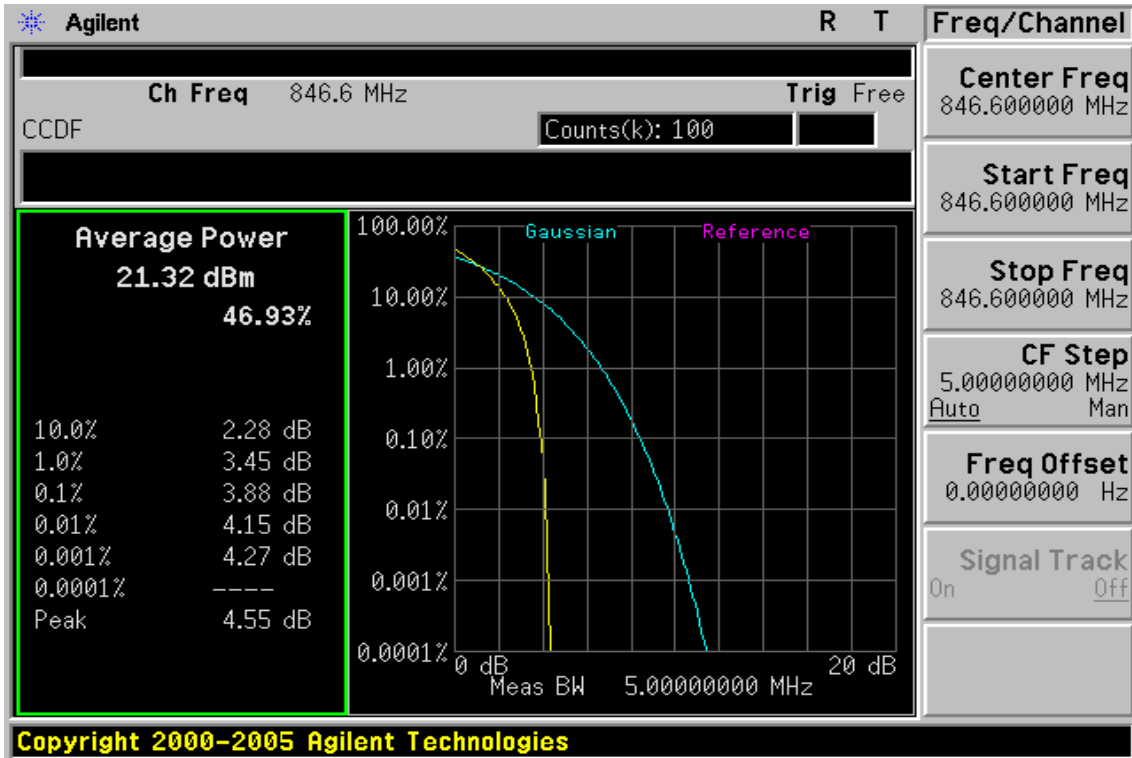 Agilent R T
Ch Freq 846.6 MHz Trig Free
CCDF Counts(k): 100
Average Power
21.32 dBm
46.93%
10.0% 2.28 dB
1.0% 3.45 dB
0.1% 3.88 dB
0.01% 4.15 dB
0.001% 4.27 dB
0.0001% ----
Peak 4.55 dB
Gaussian Reference
100.00%
10.00%
1.00%
0.10%
0.01%
0.001%
0.0001%
0 dB 20 dB
Meas BW 5.00000000 MHz
Freq/Channel
Center Freq
846.600000 MHz
Start Freq
846.600000 MHz
Stop Freq
846.600000 MHz
CF Step
5.00000000 MHz
Auto Man
Freq Offset
0.00000000 Hz
Signal Track
On Off
Copyright 2000-2005 Agilent Technologies